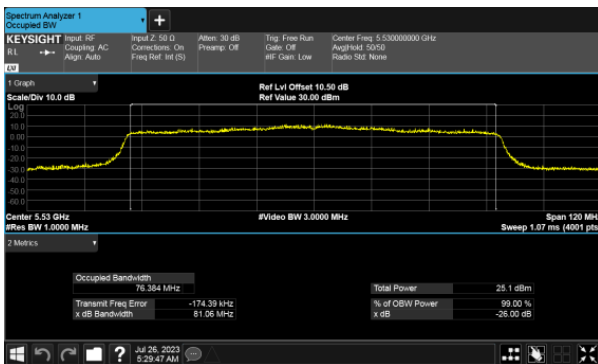 Spectrum Analyzer 1
Occupied BW
KEYSIGHT
RL
Input: RF
Coupling: AC
Align: Auto
Input Z: 50 Ω
Corrections: On
Freq Ref: Int (S)
Atten: 30 dB
Preamp: Off
Trig: Free Run
Gate: Off
#IF Gain: Low
Center Freq: 5.530000000 GHz
Avg|Hold: 50/50
Radio Std: None
1 Graph
Scale/Div 10.0 dB
Ref Lvl Offset 10.50 dB
Ref Value 30.00 dBm
Log
20.0
10.0
0.00
-10.0
-20.0
-30.0
-40.0
-50.0
-60.0
Center 5.53 GHz
#Video BW 3.0000 MHz
Span 120 MH
#Res BW 1.0000 MHz
Sweep 1.07 ms (4001 pts
2 Metrics
Occupied Bandwidth
76.384 MHz
Total Power 25.1 dBm
Transmit Freq Error -174.39 kHz
% of OBW Power 99.00 %
x dB Bandwidth 81.06 MHz
x dB -26.00 dB
?
Jul 26, 2023
5:29:47 AM